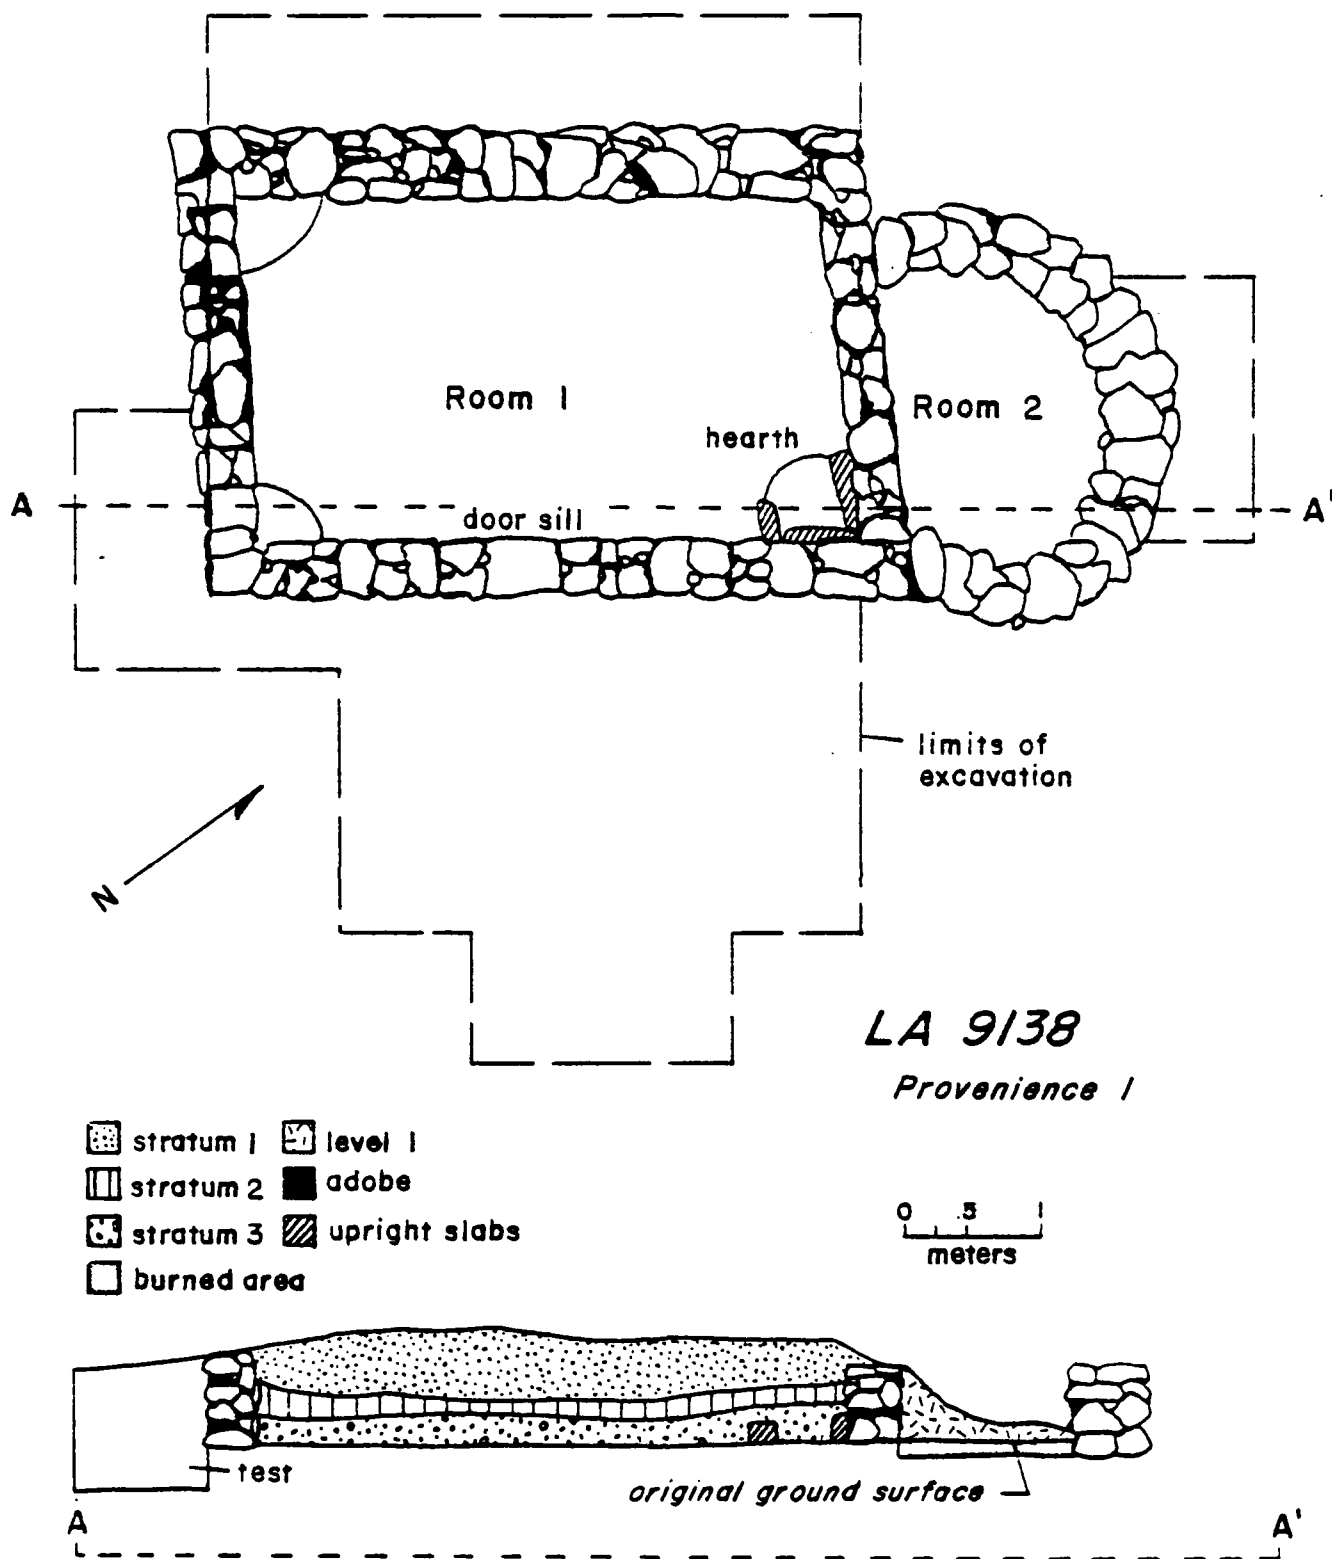 Room 1
Room 2
hearth
A
A'
door sill
limits of
excavation
N
LA 9138
Provenience 1
stratum 1
level 1
stratum 2
adobe
stratum 3
upright slabs
burned area
0 .5 1
meters
test
original ground surface
A
A'